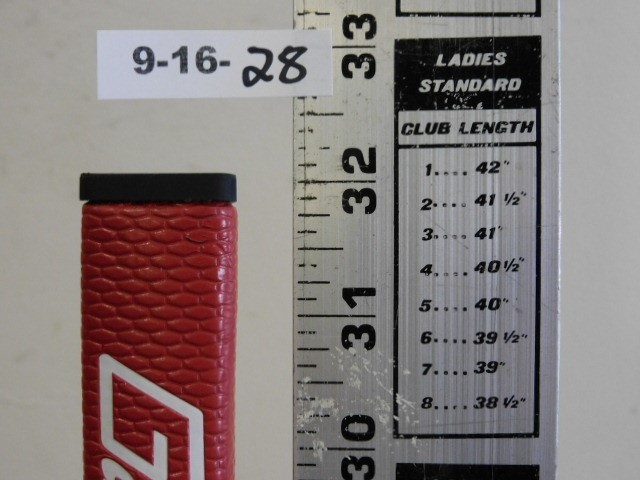 9-16-28
33
32
31
30
LADIES
STANDARD
CLUB LENGTH
1.... 42"
2.... 41 ½"
3.... 41"
4.... 40 ½"
5.... 40"
6.... 39 ½"
7.... 39"
8.... 38 ½"